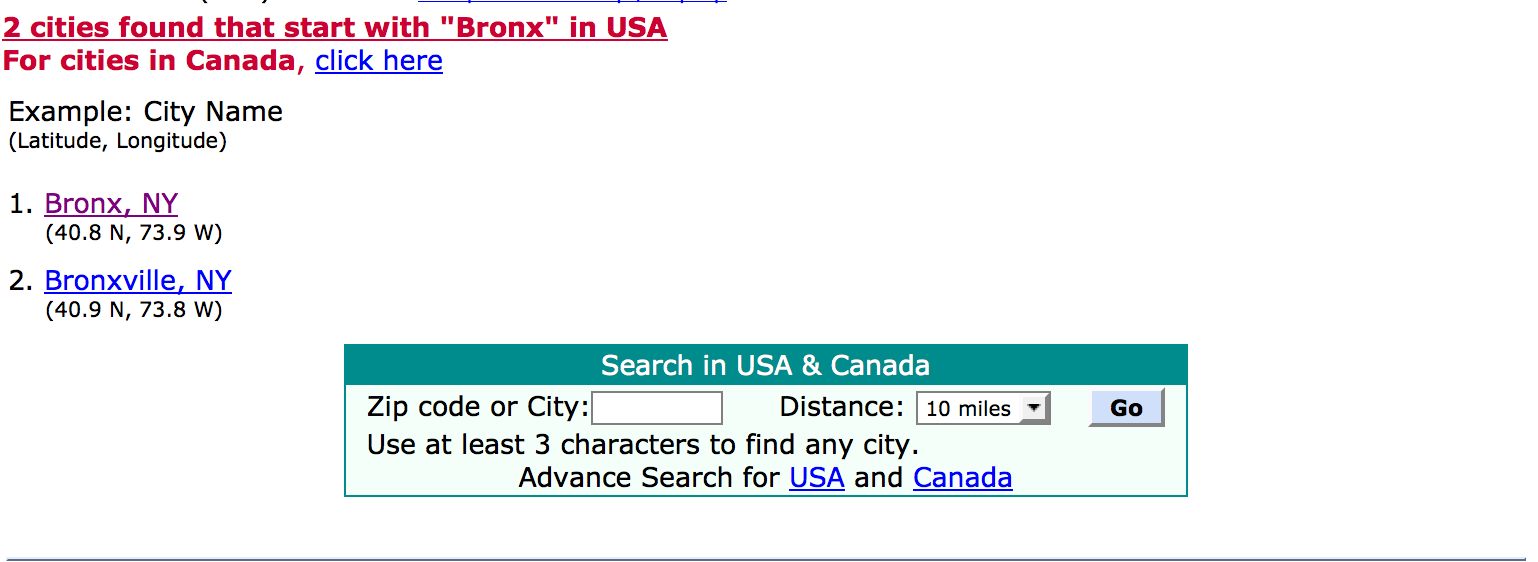 2 cities found that start with "Bronx" in USA
For cities in Canada, click here
Example: City Name
(Latitude, Longitude)
1. Bronx, NY
(40.8 N, 73.9 W)
2. Bronxville, NY
(40.9 N, 73.8 W)
Search in USA & Canada
Zip code or City: Distance: 10 miles Go
Use at least 3 characters to find any city.
Advance Search for USA and Canada